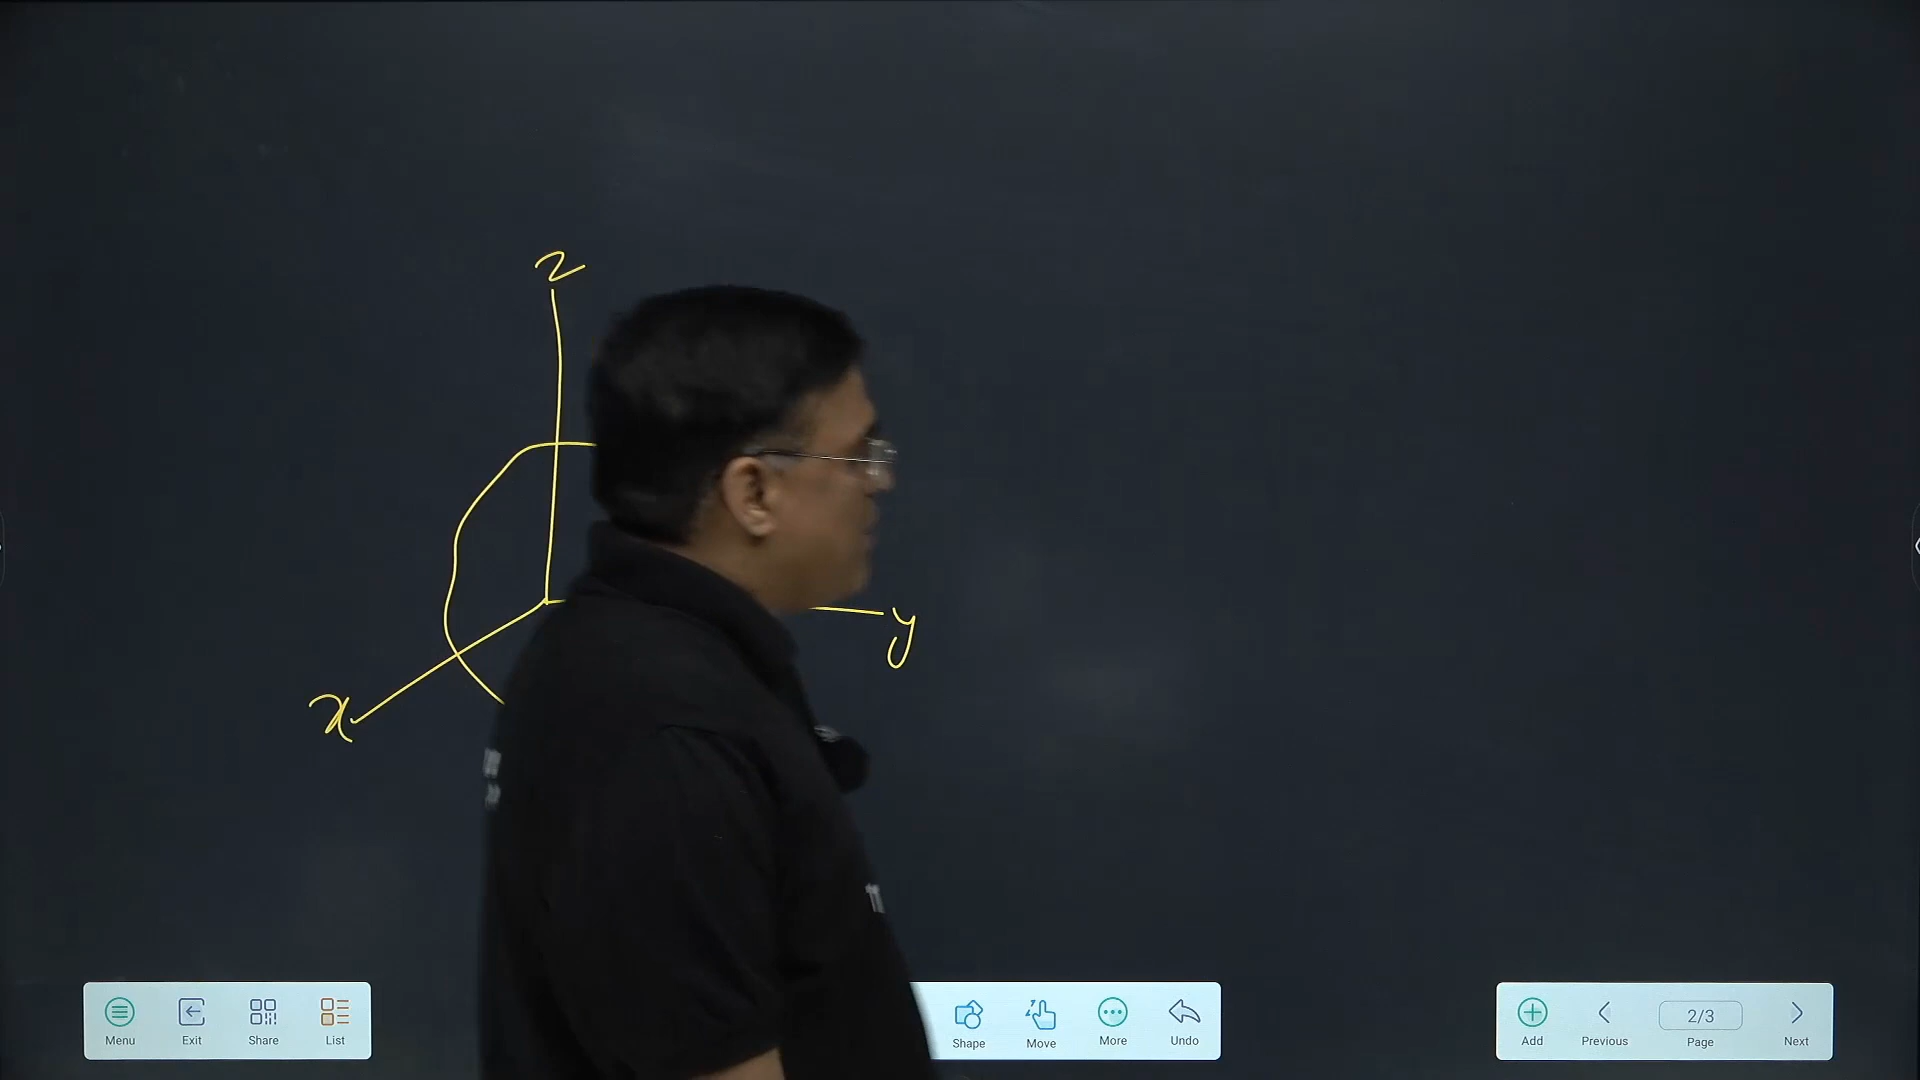 z
y
x
Menu Exit Share List Shape Move More Undo Add Previous 2/3 Page Next